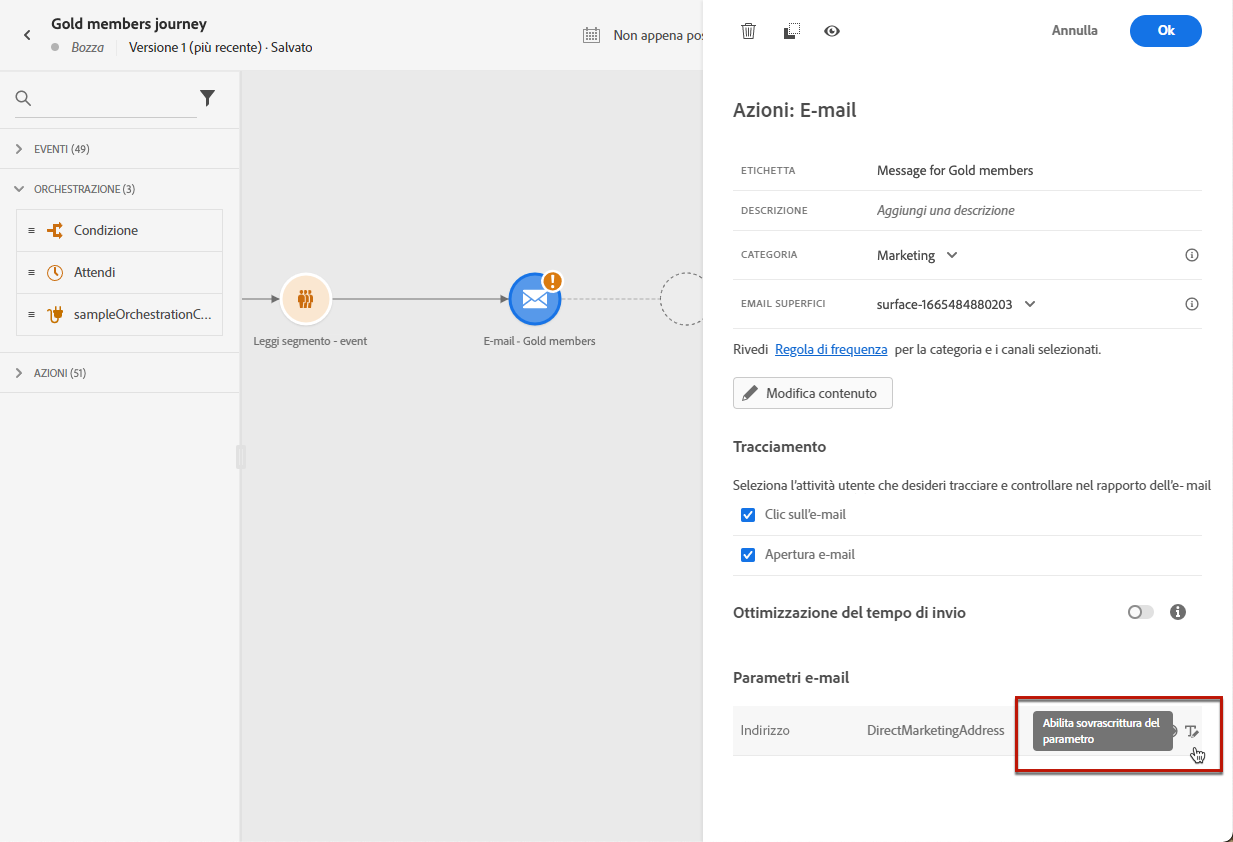 Gold members journey
Bozza
Versione 1 (più recente) · Salvato
Non appena pos
EVENTI (49)
ORCHESTRAZIONE (3)
Condizione
Attendi
sampleOrchestrationC...
AZIONI (51)
Leggi segmento - event
E-mail - Gold members
Annulla
Ok
Azioni: E-mail
ETICHETTA Message for Gold members
DESCRIZIONE Aggiungi una descrizione
CATEGORIA Marketing
EMAIL SUPERFICI surface-1665484880203
Rivedi Regola di frequenza per la categoria e i canali selezionati.
Modifica contenuto
Tracciamento
Seleziona l'attività utente che desideri tracciare e controllare nel rapporto dell'e-mail
Clic sull'e-mail
Apertura e-mail
Ottimizzazione del tempo di invio
Parametri e-mail
Indirizzo DirectMarketingAddress
Abilita sovrascrittura del
parametro